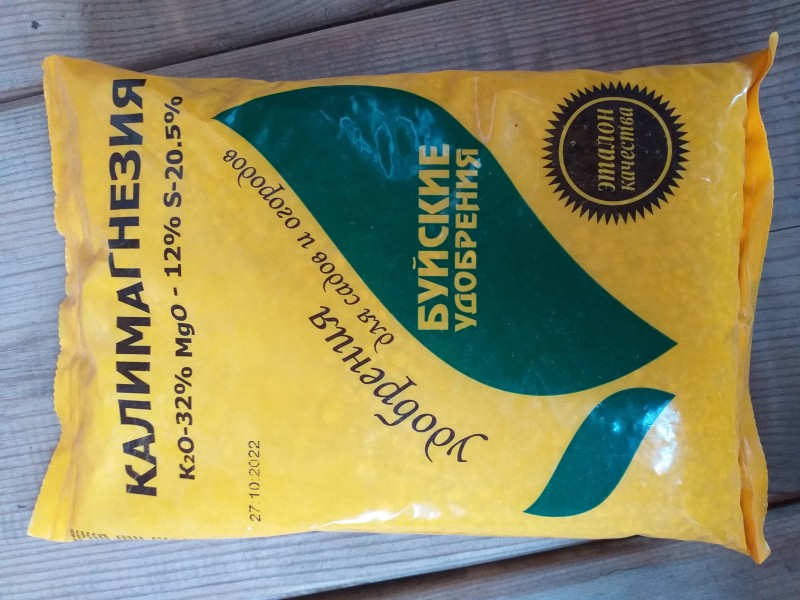 эталон
качества
БУЙСКИЕ
УДОБРЕНИЯ
удобрения
для садов и огородов
КАЛИМАГНЕЗИЯ
K2O-32% MgO - 12% S-20.5%
27.10.2022